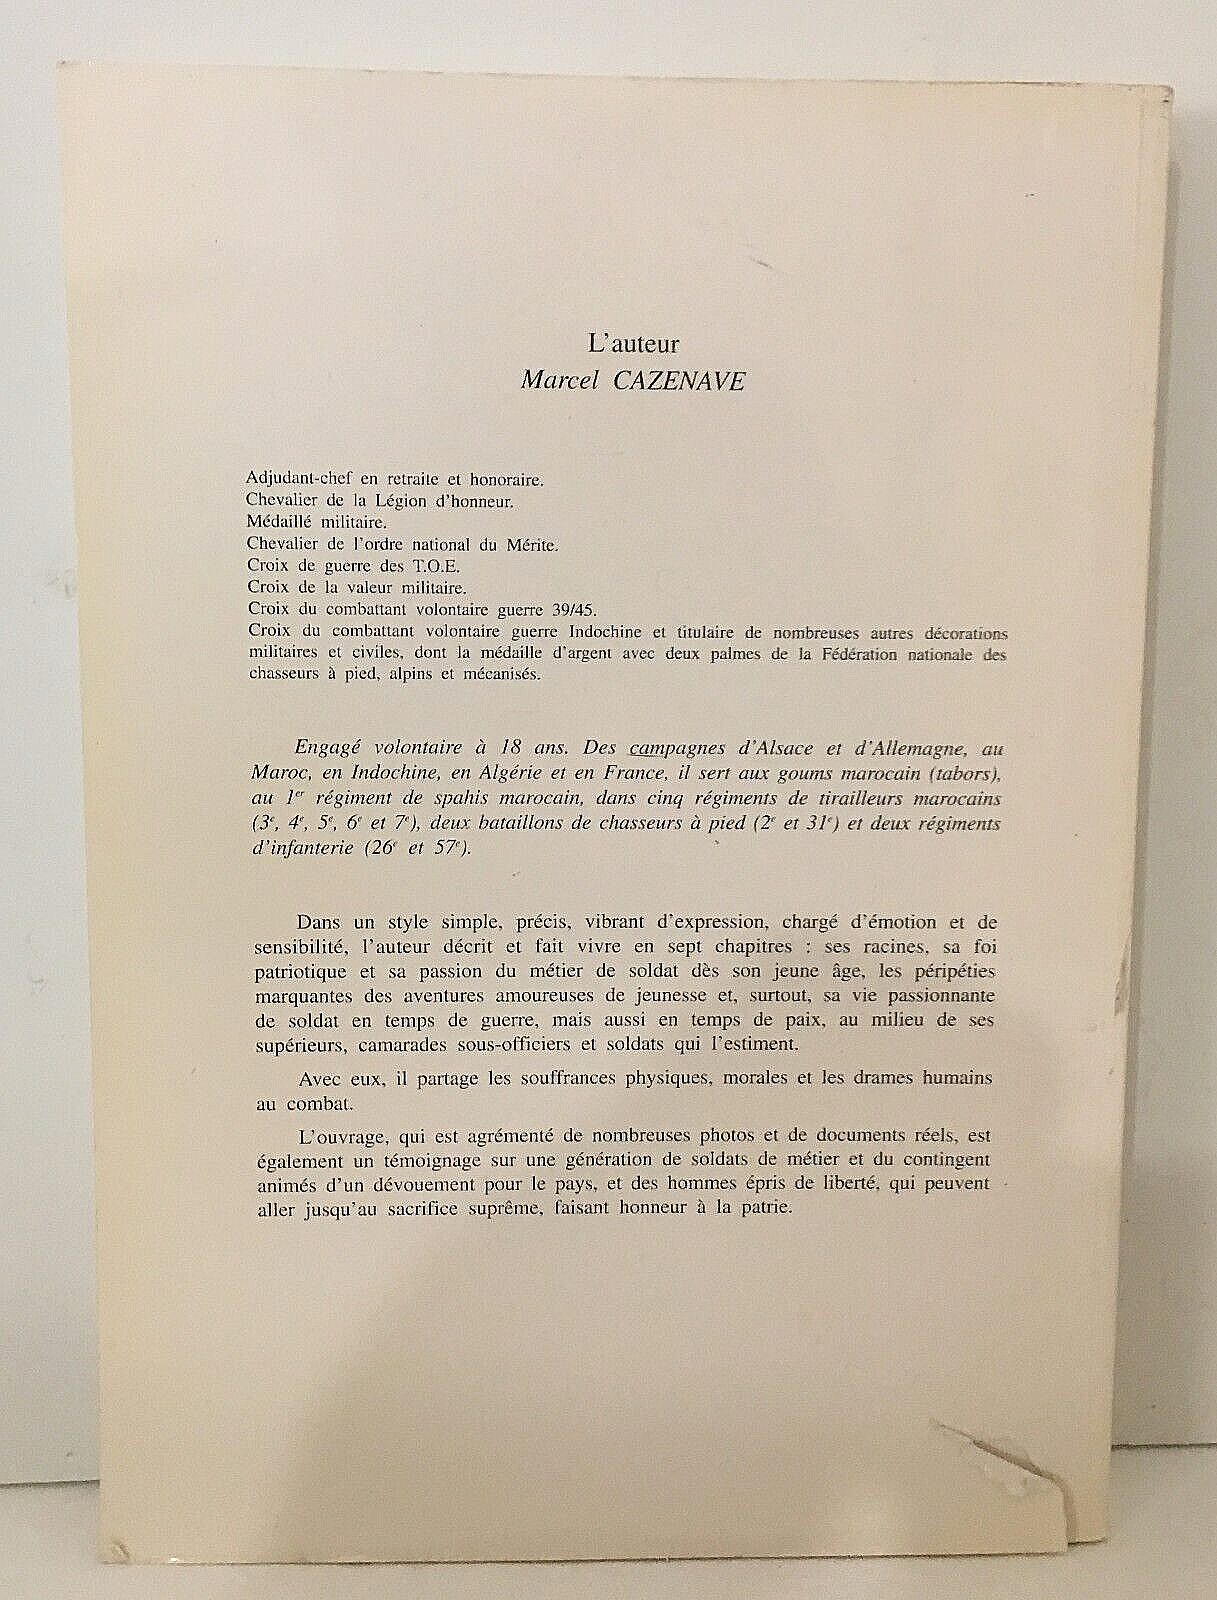 L'auteur
Marcel CAZENAVE
Adjudant-chef en retraite et honoraire.
Chevalier de la Légion d'honneur.
Médaillé militaire.
Chevalier de l'ordre national du Mérite.
Croix de guerre des T.O.E.
Croix de la valeur militaire.
Croix du combattant volontaire guerre 39/45.
Croix du combattant volontaire guerre Indochine et titulaire de nombreuses autres décorations
militaires et civiles, dont la médaille d'argent avec deux palmes de la Fédération nationale des
chasseurs à pied, alpins et mécanisés.
Engagé volontaire à 18 ans. Des campagnes d'Alsace et d'Allemagne, au
Maroc, en Indochine, en Algérie et en France, il sert aux goums marocain (tabors),
au 1er régiment de spahis marocain, dans cinq régiments de tirailleurs marocains
(3e, 4e, 5e, 6e et 7e), deux bataillons de chasseurs à pied (2e et 31e) et deux régiments
d'infanterie (26e et 57e).
Dans un style simple, précis, vibrant d'expression, chargé d'émotion et de
sensibilité, l'auteur décrit et fait vivre en sept chapitres : ses racines, sa foi
patriotique et sa passion du métier de soldat dès son jeune âge, les péripéties
marquantes des aventures amoureuses de jeunesse et, surtout, sa vie passionnante
de soldat en temps de guerre, mais aussi en temps de paix, au milieu de ses
supérieurs, camarades sous-officiers et soldats qui l'estiment.
Avec eux, il partage les souffrances physiques, morales et les drames humains
au combat.
L'ouvrage, qui est agrémenté de nombreuses photos et de documents réels, est
également un témoignage sur une génération de soldats de métier et du contingent
animés d'un dévouement pour le pays, et des hommes épris de liberté, qui peuvent
aller jusqu'au sacrifice suprême, faisant honneur à la patrie.